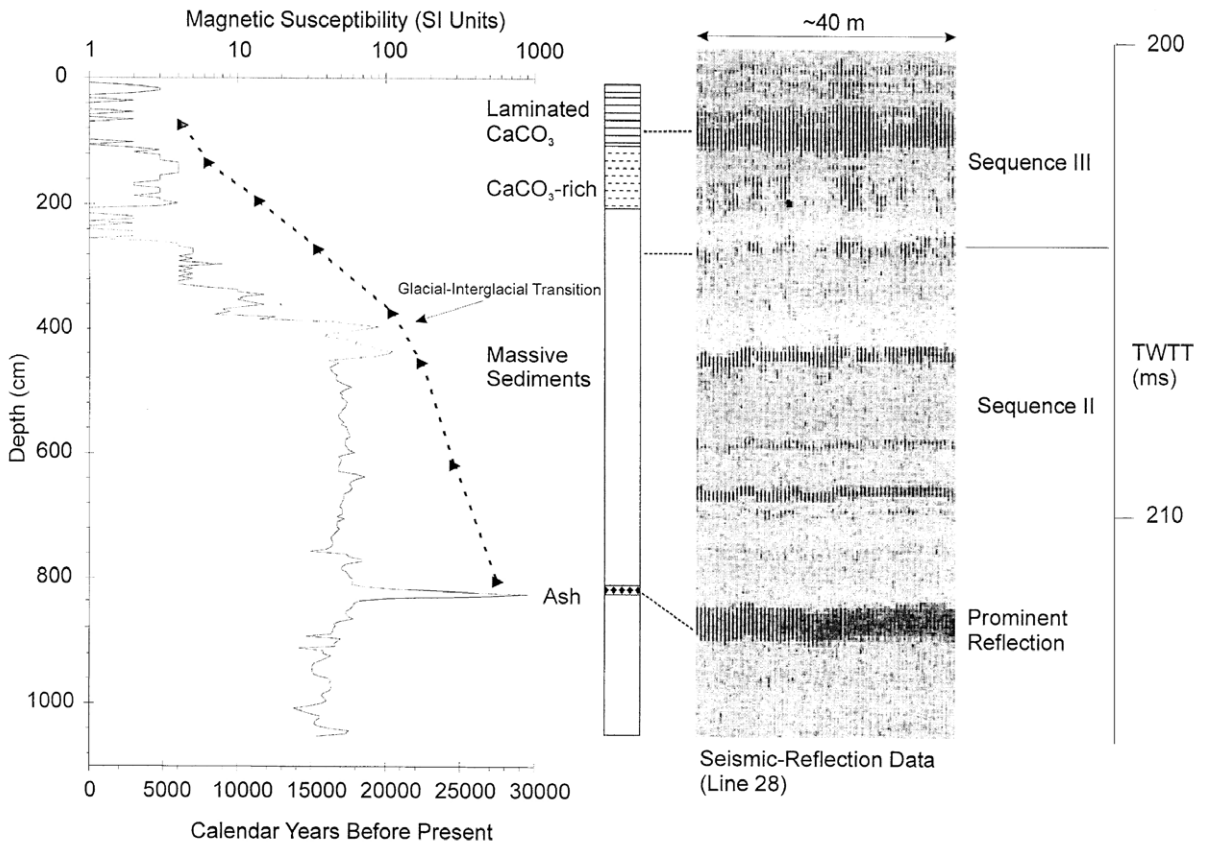 Magnetic Susceptibility (SI Units)
1 10 100 1000
~40 m
200
0
200
400
600
800
1000
Depth (cm)
Laminated
CaCO₃
CaCO₃-rich
Glacial-Interglacial Transition
Massive
Sediments
Ash
Sequence III
Sequence II
Prominent
Reflection
TWTT
(ms)
210
Seismic-Reflection Data
(Line 28)
0 5000 10000 15000 20000 25000 30000
Calendar Years Before Present